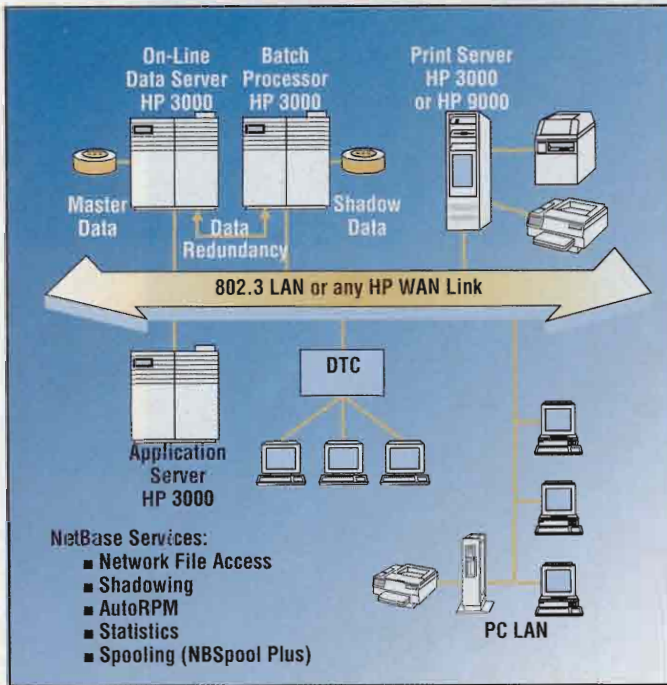 On-Line
Data Server
HP 3000
Batch
Processor
HP 3000
Print Server
HP 3000
or HP 9000
Master
Data
Data
Redundancy
Shadow
Data
802.3 LAN or any HP WAN Link
Application
Server
HP 3000
DTC
PC LAN
NetBase Services:
■ Network File Access
■ Shadowing
■ AutoRPM
■ Statistics
■ Spooling (NBSpool Plus)